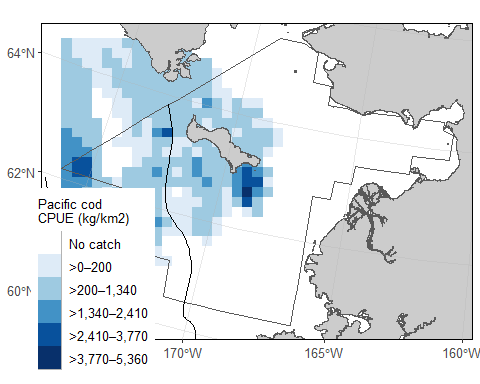 64°N
62°N
Pacific cod
CPUE (kg/km2)
No catch
>0–200
>200–1,340
>1,340–2,410
>2,410–3,770
>3,770–5,360
60°N
170°W
165°W
160°W